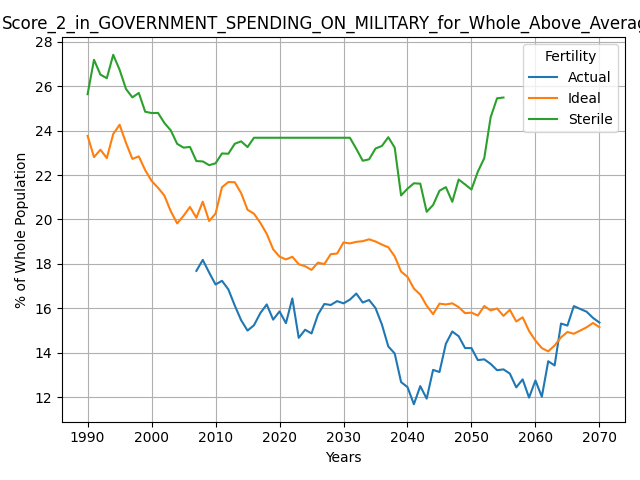 Score_2_in_GOVERNMENT_SPENDING_ON_MILITARY_for_Whole_Above_Averag
Fertility
Actual
Ideal
Sterile
% of Whole Population
28
26
24
22
20
18
16
14
12
1990 2000 2010 2020 2030 2040 2050 2060 2070
Years